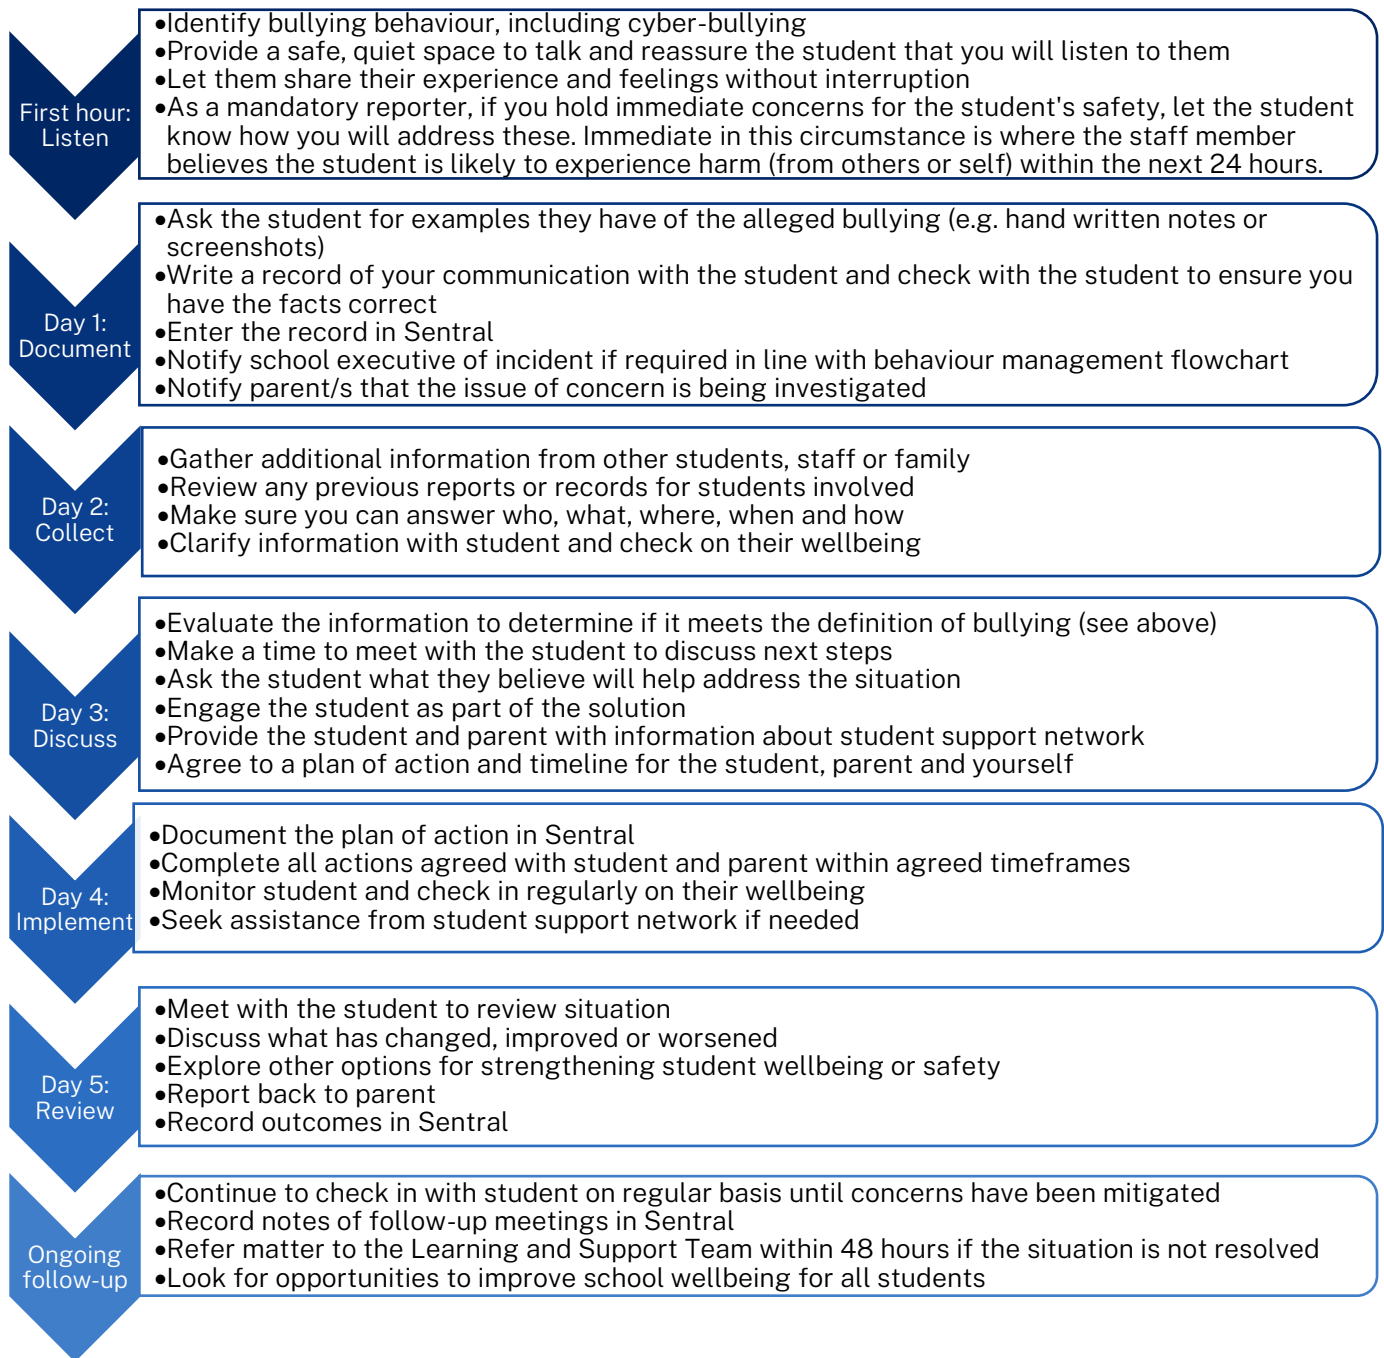 First hour:
Listen
•Identify bullying behaviour, including cyber-bullying
•Provide a safe, quiet space to talk and reassure the student that you will listen to them
•Let them share their experience and feelings without interruption
•As a mandatory reporter, if you hold immediate concerns for the student's safety, let the student
know how you will address these. Immediate in this circumstance is where the staff member
believes the student is likely to experience harm (from others or self) within the next 24 hours.
Day 1:
Document
•Ask the student for examples they have of the alleged bullying (e.g. hand written notes or
screenshots)
•Write a record of your communication with the student and check with the student to ensure you
have the facts correct
•Enter the record in Sentral
•Notify school executive of incident if required in line with behaviour management flowchart
•Notify parent/s that the issue of concern is being investigated
Day 2:
Collect
•Gather additional information from other students, staff or family
•Review any previous reports or records for students involved
•Make sure you can answer who, what, where, when and how
•Clarify information with student and check on their wellbeing
Day 3:
Discuss
•Evaluate the information to determine if it meets the definition of bullying (see above)
•Make a time to meet with the student to discuss next steps
•Ask the student what they believe will help address the situation
•Engage the student as part of the solution
•Provide the student and parent with information about student support network
•Agree to a plan of action and timeline for the student, parent and yourself
Day 4:
Implement
•Document the plan of action in Sentral
•Complete all actions agreed with student and parent within agreed timeframes
•Monitor student and check in regularly on their wellbeing
•Seek assistance from student support network if needed
Day 5:
Review
•Meet with the student to review situation
•Discuss what has changed, improved or worsened
•Explore other options for strengthening student wellbeing or safety
•Report back to parent
•Record outcomes in Sentral
Ongoing
follow-up
•Continue to check in with student on regular basis until concerns have been mitigated
•Record notes of follow-up meetings in Sentral
•Refer matter to the Learning and Support Team within 48 hours if the situation is not resolved
•Look for opportunities to improve school wellbeing for all students